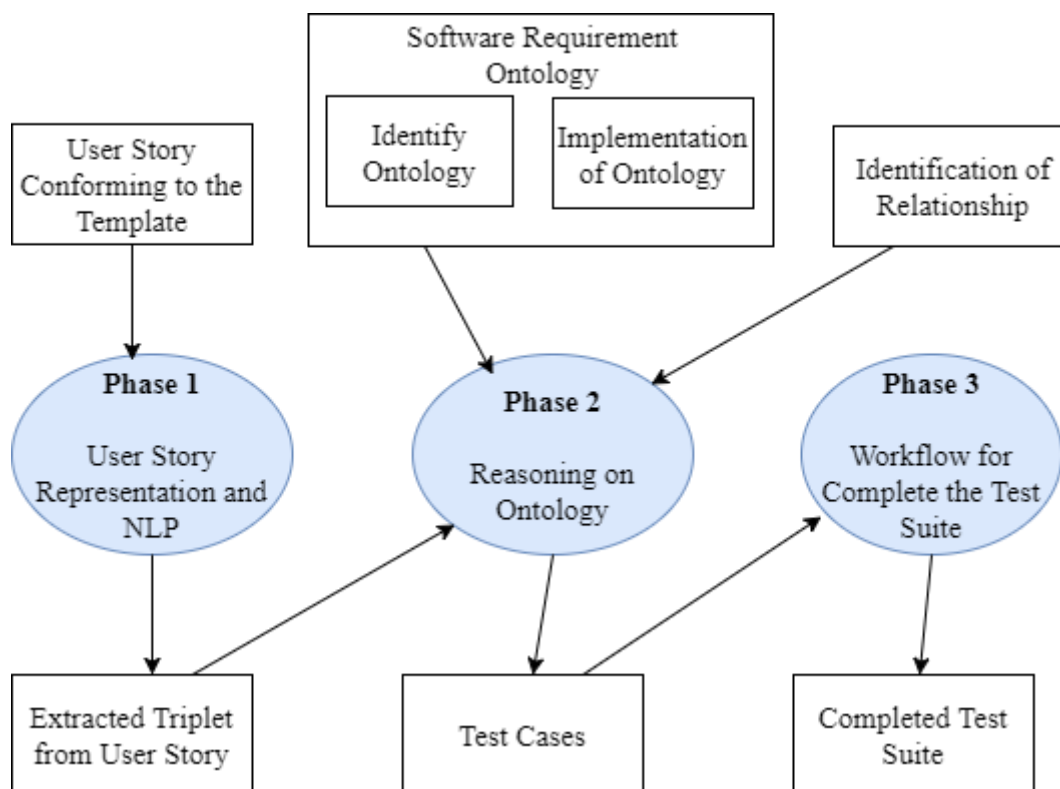 Software Requirement
Ontology
Identify
Ontology
Implementation
of Ontology
User Story
Conforming to the
Template
Identification of
Relationship
Phase 1
User Story
Representation and
NLP
Phase 2
Reasoning on
Ontology
Phase 3
Workflow for
Complete the Test
Suite
Extracted Triplet
from User Story
Test Cases
Completed Test
Suite